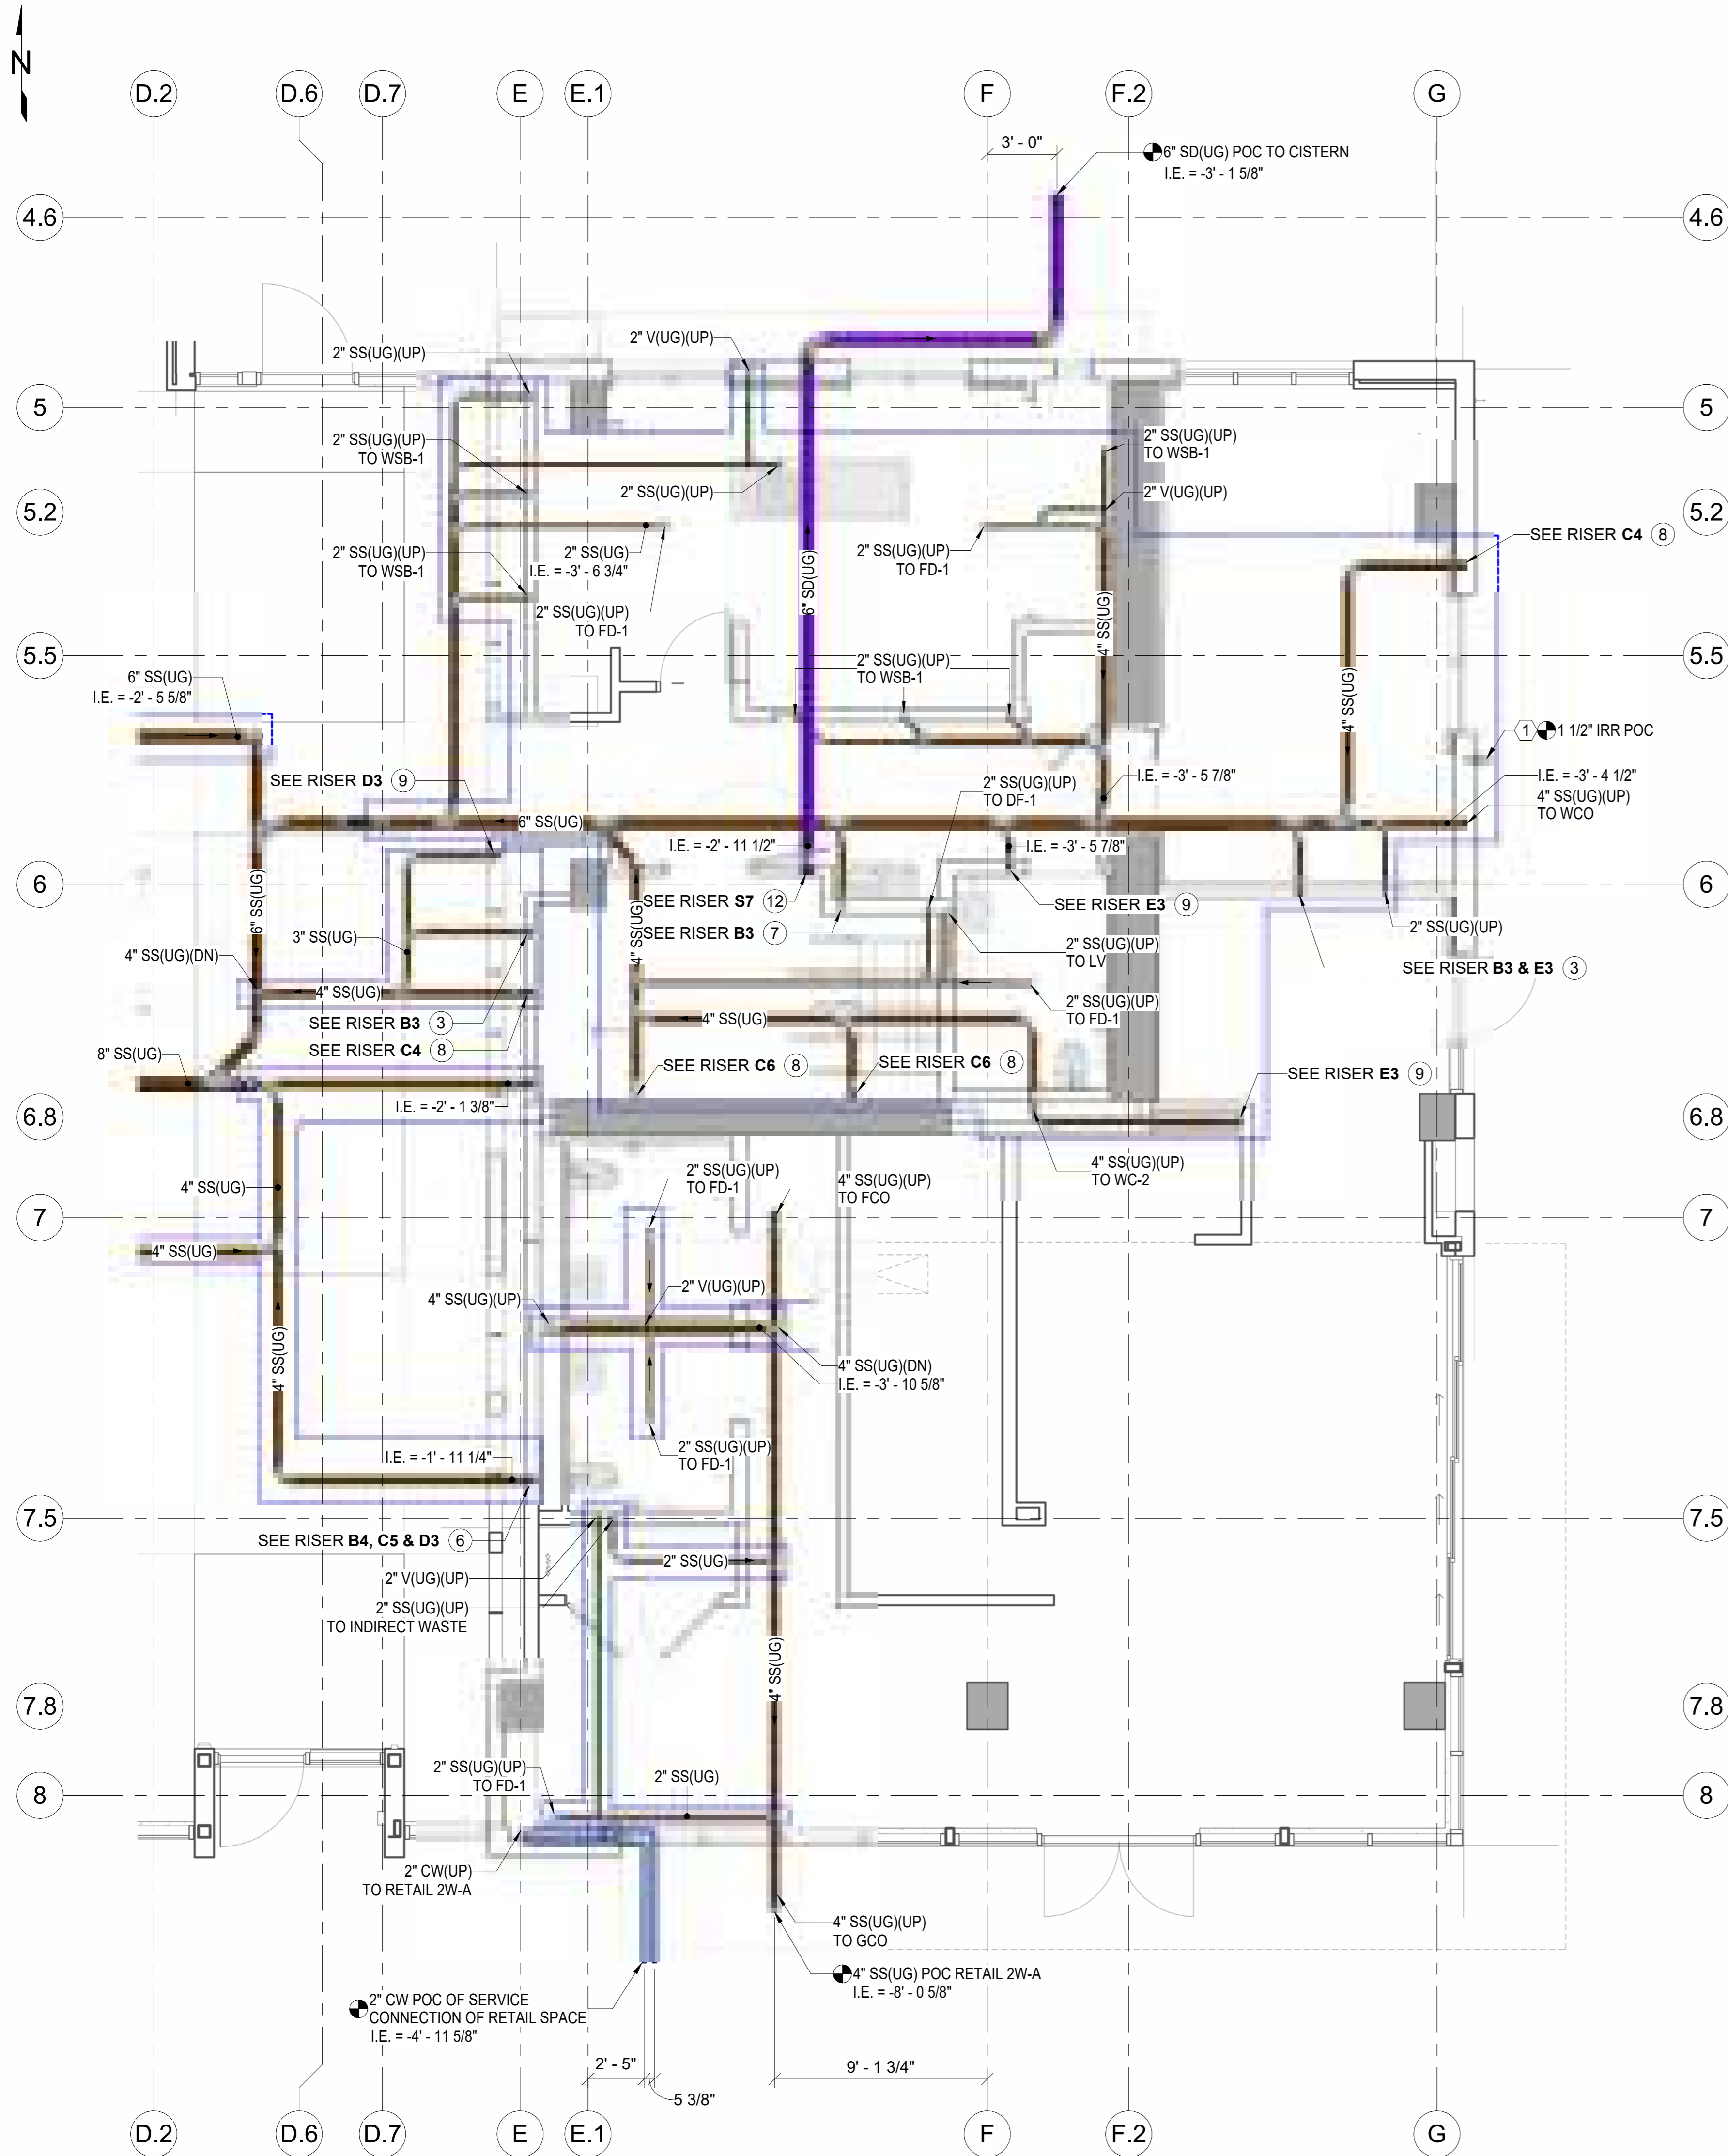 N
D.2
D.6
D.7
E
E.1
F
F.2
G
3' - 0"
6" SD(UG) POC TO CISTERN
I.E. = -3' - 1 5/8"
4.6
4.6
2" V(UG)(UP)
2" SS(UG)(UP)
5
5
2" SS(UG)(UP)
TO WSB-1
2" SS(UG)(UP)
TO WSB-1
2" SS(UG)(UP)
2" V(UG)(UP)
5.2
5.2
SEE RISER C4 8
2" SS(UG)(UP)
TO WSB-1
2" SS(UG)
I.E. = -3' - 6 3/4"
2" SS(UG)(UP)
TO FD-1
6" SD(UG)
2" SS(UG)(UP)
TO FD-1
4" SS(UG)
5.5
5.5
2" SS(UG)(UP)
TO WSB-1
6" SS(UG)
I.E. = -2' - 5 5/8"
4" SS(UG)
1
1 1/2" IRR POC
SEE RISER D3 9
2" SS(UG)(UP)
TO DF-1
I.E. = -3' - 5 7/8"
I.E. = -3' - 4 1/2"
4" SS(UG)(UP)
TO WCO
6" SS(UG)
I.E. = -2' - 11 1/2"
I.E. = -3' - 5 7/8"
6
6
6" SS(UG)
4" SS(UG)
SEE RISER S7 12
SEE RISER E3 9
SEE RISER B3 7
2" SS(UG)(UP)
3" SS(UG)
2" SS(UG)(UP)
TO LV
4" SS(UG)(DN)
SEE RISER B3 & E3 3
4" SS(UG)
2" SS(UG)(UP)
TO FD-1
SEE RISER B3 3
4" SS(UG)
SEE RISER C4 8
8" SS(UG)
SEE RISER C6 8
SEE RISER C6 8
SEE RISER E3 9
I.E. = -2' - 1 3/8"
6.8
6.8
4" SS(UG)
2" SS(UG)(UP)
TO FD-1
4" SS(UG)(UP)
TO FCO
4" SS(UG)(UP)
TO WC-2
7
7
4" SS(UG)
4" SS(UG)(UP)
2" V(UG)(UP)
4" SS(UG)
4" SS(UG)(DN)
I.E. = -3' - 10 5/8"
2" SS(UG)(UP)
TO FD-1
I.E. = -1' - 11 1/4"
7.5
7.5
SEE RISER B4, C5 & D3 6
2" SS(UG)
2" V(UG)(UP)
2" SS(UG)(UP)
TO INDIRECT WASTE
4" SS(UG)
7.8
7.8
2" SS(UG)(UP)
TO FD-1
2" SS(UG)
8
8
2" CW(UP)
TO RETAIL 2W-A
4" SS(UG)(UP)
TO GCO
4" SS(UG) POC RETAIL 2W-A
I.E. = -8' - 0 5/8"
2" CW POC OF SERVICE
CONNECTION OF RETAIL SPACE
I.E. = -4' - 11 5/8"
2' - 5"
9' - 1 3/4"
5 3/8"
D.2
D.6
D.7
E
E.1
F
F.2
G